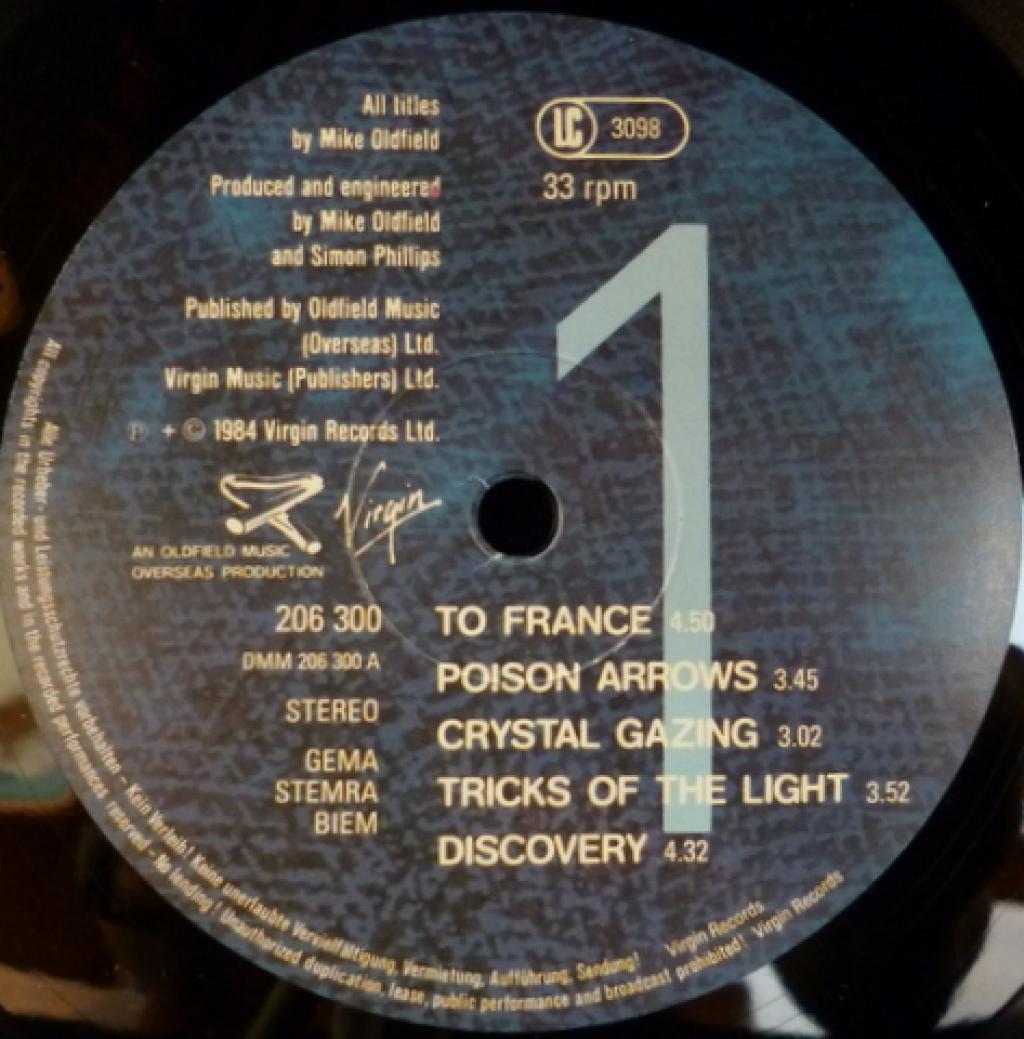 All titles
by Mike Oldfield
Produced and engineered
by Mike Oldfield
and Simon Phillips
Published by Oldfield Music
(Overseas) Ltd.
Virgin Music (Publishers) Ltd.
℗ + © 1984 Virgin Records Ltd.
AN OLDFIELD MUSIC
OVERSEAS PRODUCTION
Virgin
LC 3098
33 rpm
1
206 300
DMM 206 300 A
STEREO
GEMA
STEMRA
BIEM
TO FRANCE 4.50
POISON ARROWS 3.45
CRYSTAL GAZING 3.02
TRICKS OF THE LIGHT 3.52
DISCOVERY 4.32
Alle Urheber- und Leistungsschutzrechte vorbehalten – Kein Verleih! Keine unerlaubte Vervielfältigung, Vermietung, Aufführung, Sendung! Virgin Records
All copyrights in the recorded works and in the recorded performances reserved – No lending! Unauthorized duplication, lease, public performance and broadcast prohibited! Virgin Records